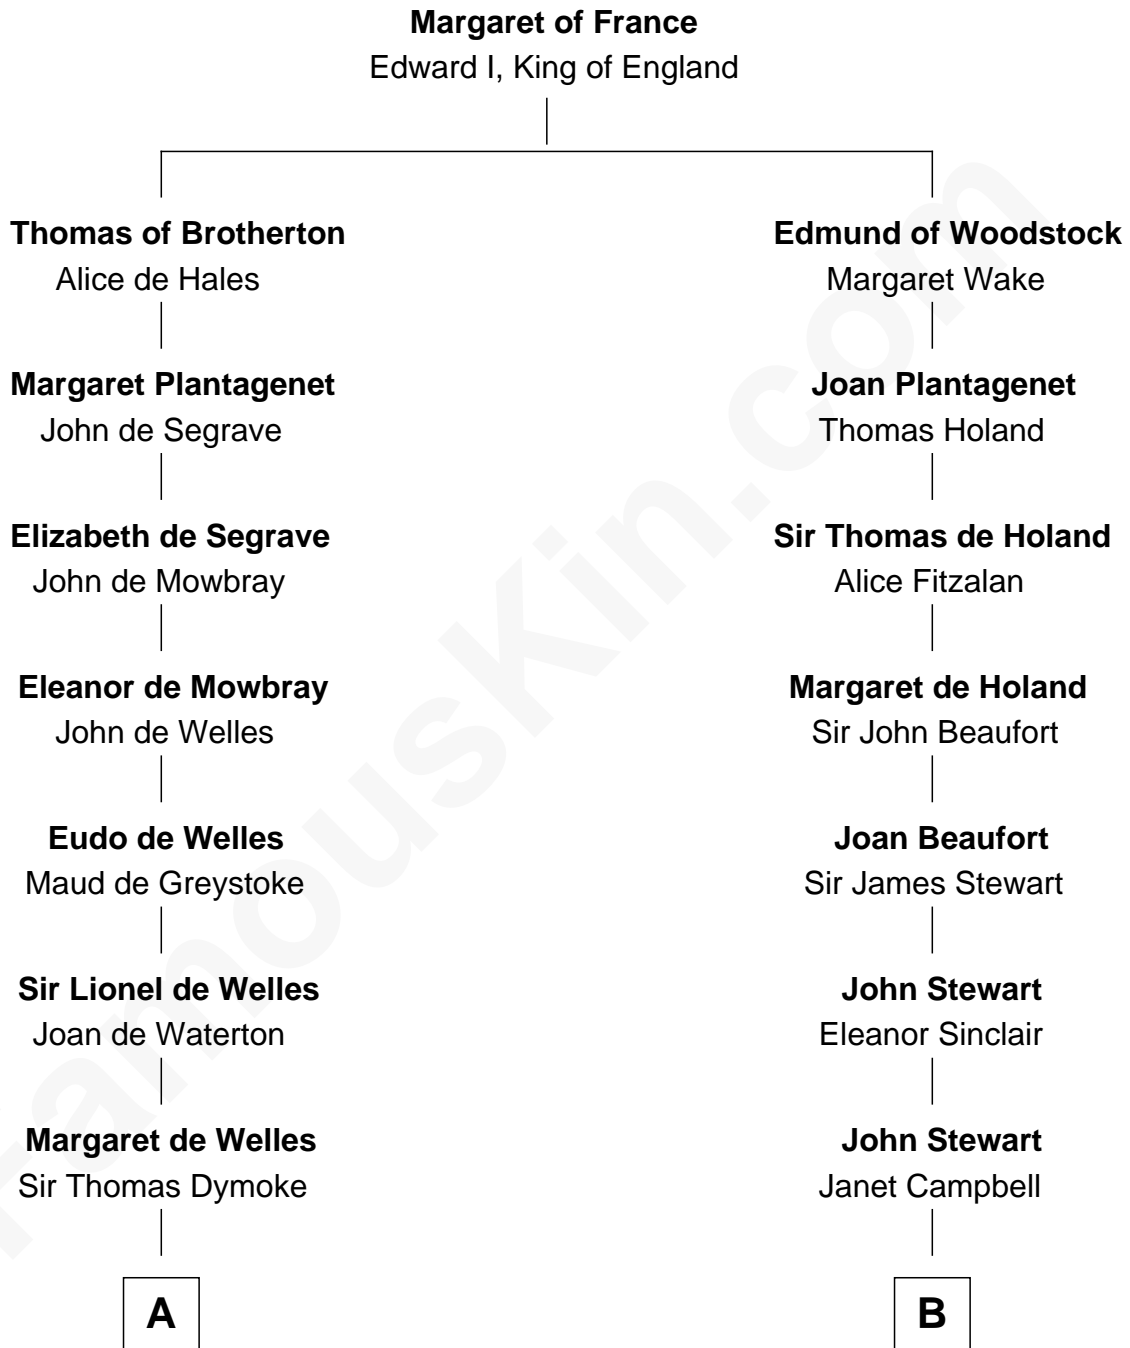 Margaret of France
Edward I, King of England
Thomas of Brotherton
Alice de Hales
Edmund of Woodstock
Margaret Wake
Margaret Plantagenet
John de Segrave
Joan Plantagenet
Thomas Holand
Elizabeth de Segrave
John de Mowbray
Sir Thomas de Holand
Alice Fitzalan
Eleanor de Mowbray
John de Welles
Margaret de Holand
Sir John Beaufort
Eudo de Welles
Maud de Greystoke
Joan Beaufort
Sir James Stewart
Sir Lionel de Welles
Joan de Waterton
John Stewart
Eleanor Sinclair
Margaret de Welles
Sir Thomas Dymoke
John Stewart
Janet Campbell
A
B
FamousKin.com